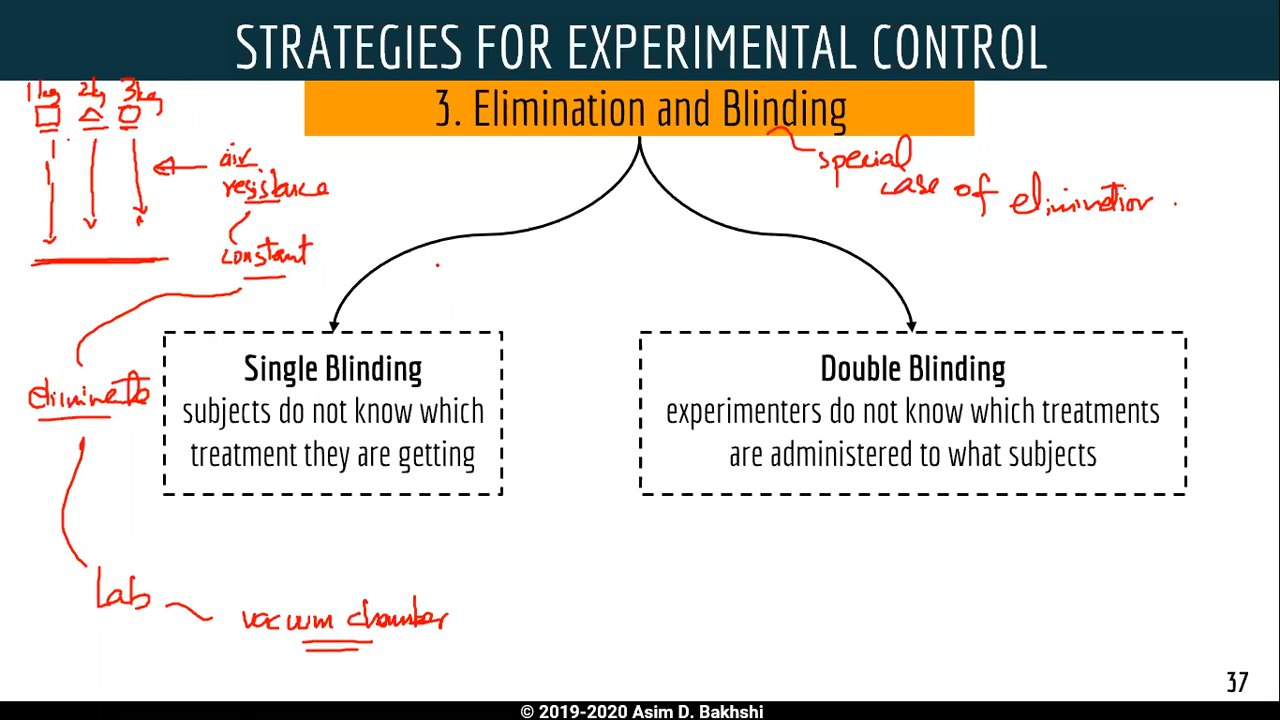 STRATEGIES FOR EXPERIMENTAL CONTROL
3. Elimination and Blinding
1kg 2kg 3kg
air
resistance
constant
special
case of elimination
Single Blinding
subjects do not know which
treatment they are getting
Double Blinding
experimenters do not know which treatments
are administered to what subjects
eliminate
Lab
vacuum chamber
37
© 2019-2020 Asim D. Bakhshi